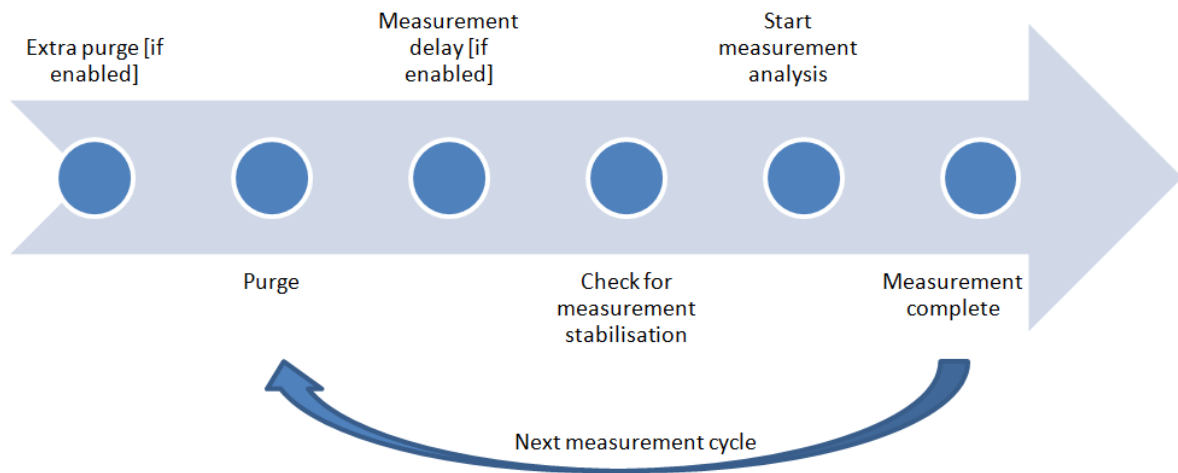 Extra purge [if
enabled]
Measurement
delay [if enabled]
Start
measurement
analysis
Purge
Check for
measurement
stabilisation
Measurement
complete
Next measurement cycle